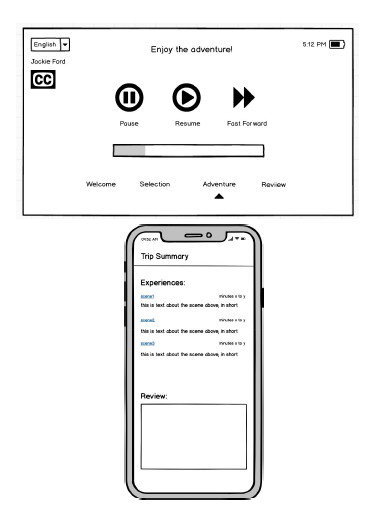 English
Enjoy the adventure!
5:12 PM
Jockie Ford
CC
Pause
Resume
Fast Forward
Welcome
Selection
Adventure
Review
09:52 AM
Trip Summary
Experiences:
scene1 minutes x to y
this is text about the scene above, in short
scene2 minutes x to y
this is text about the scene above, in short
scene3 minutes x to y
this is text about the scene above, in short
Review: